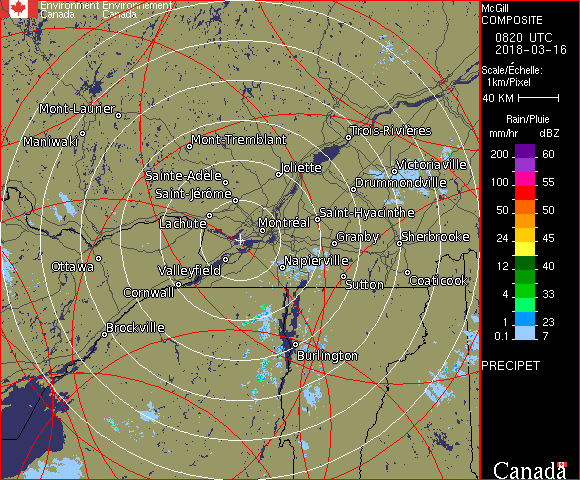 Environment Environnement
Canada Canada
McGill
COMPOSITE
0820 UTC
2018-03-16
Scale/Échelle:
1km/Pixel
40 KM
Rain/Pluie
mm/hr dBZ
200 60
100 55
50 50
24 45
12 40
4 33
1 23
0.1 7
PRECIPET
Canada
Mont-Laurier
Maniwaki
Mont-Tremblant
Trois-Rivières
Joliette
Victoriaville
Sainte-Adèle
Drummondville
Saint-Jérôme
Lachute
Montréal
Saint-Hyacinthe
Granby
Sherbrooke
Ottawa
Valleyfield
Napierville
Cornwall
Sutton
Coaticook
Brockville
Burlington